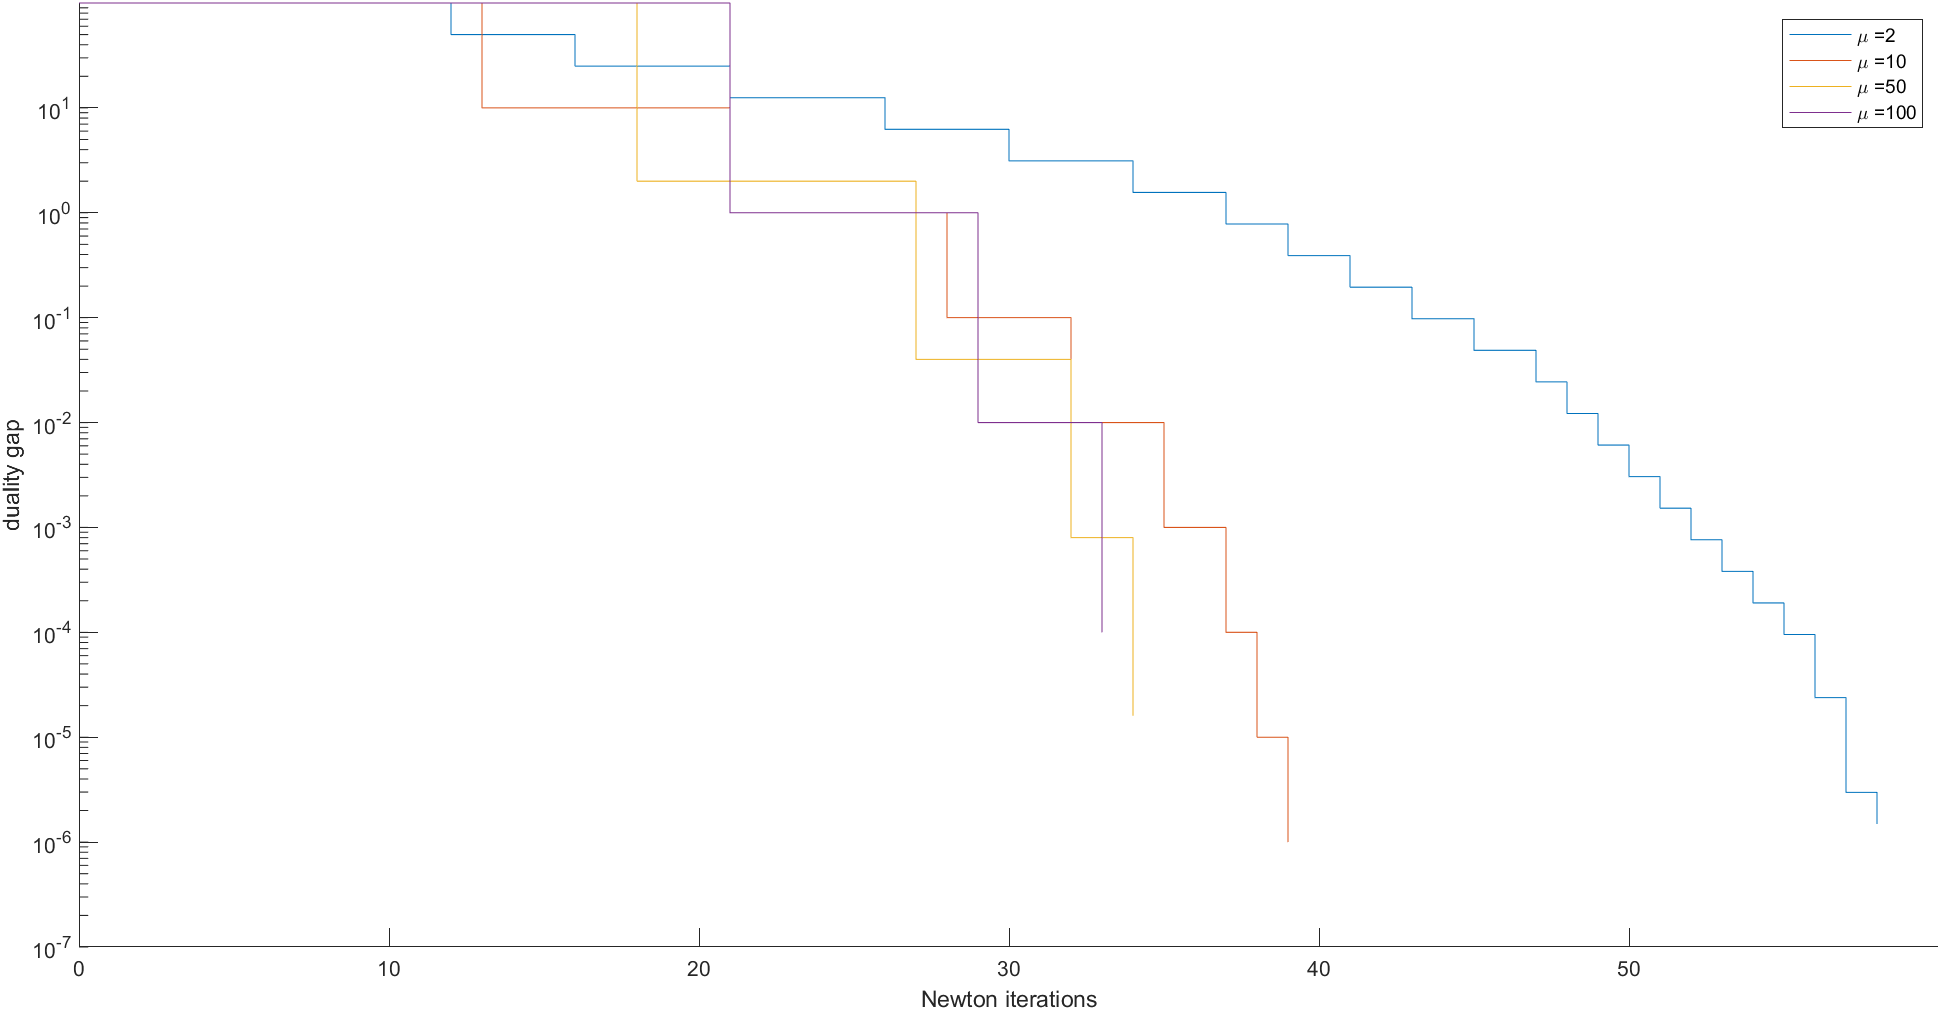 μ =2
μ =10
μ =50
μ =100
10^1
10^0
10^-1
10^-2
10^-3
10^-4
10^-5
10^-6
10^-7
duality gap
0 10 20 30 40 50
Newton iterations